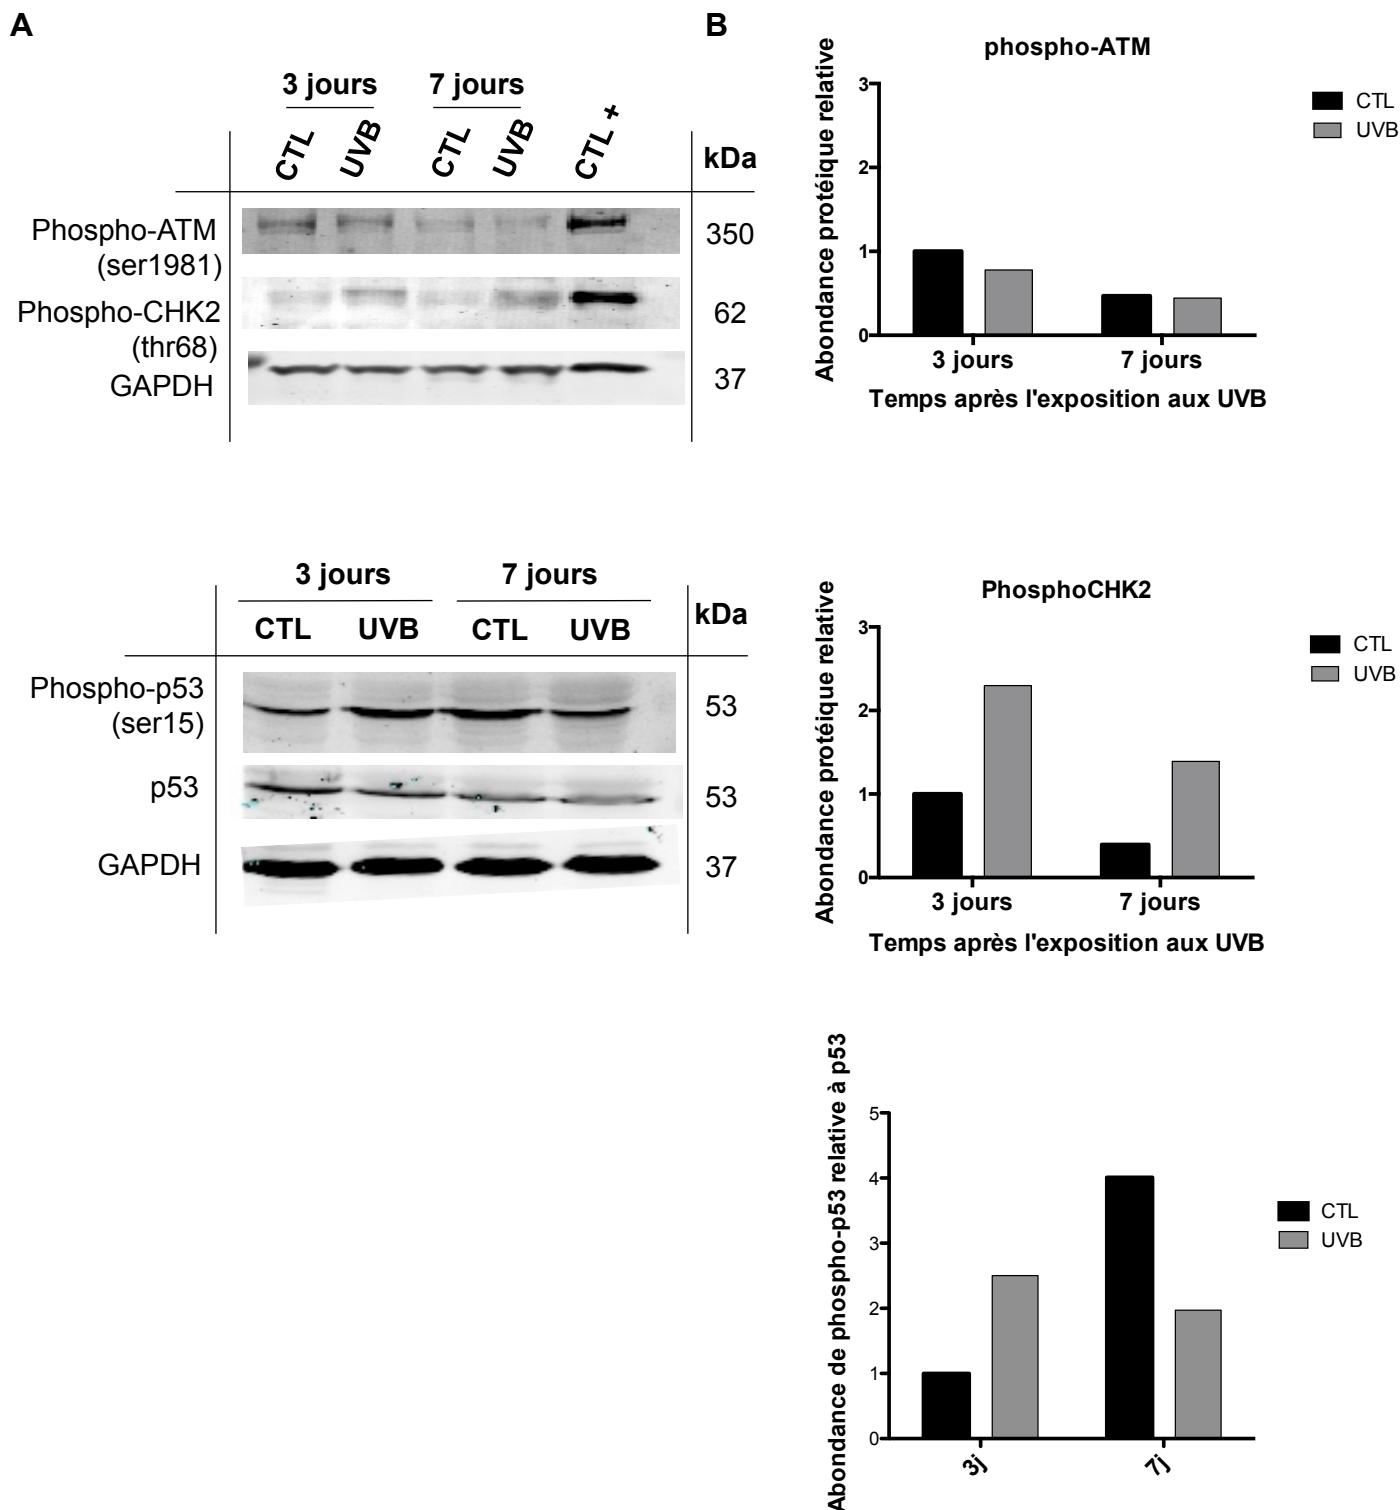 A
3 jours 7 jours
CTL UVB CTL UVB CTL +
kDa
Phospho-ATM
(ser1981)
350
Phospho-CHK2
(thr68)
62
GAPDH
37
3 jours 7 jours
CTL UVB CTL UVB
kDa
Phospho-p53
(ser15)
53
p53
53
GAPDH
37
B
phospho-ATM
Abondance protéique relative
3
2
1
0
3 jours 7 jours
Temps après l'exposition aux UVB
CTL
UVB
PhosphoCHK2
Abondance protéique relative
3
2
1
0
3 jours 7 jours
Temps après l'exposition aux UVB
CTL
UVB
Abondance de phospho-p53 relative à p53
5
4
3
2
1
0
3j 7j
CTL
UVB